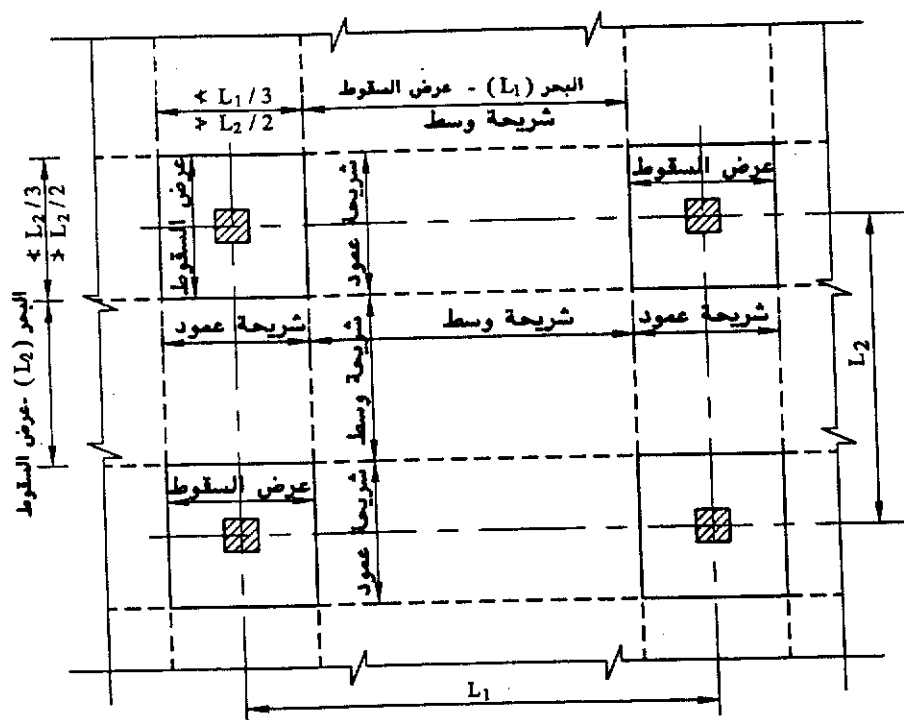 ≮ L₁/3
≯ L₂/2
البحر (L₁) - عرض السقوط
شريحة وسط
≮ L₂/3
≯ L₂/2
عرض السقوط
شريحة عمود
عرض السقوط
البحر (L₂) - عرض السقوط
شريحة عمود
شريحة وسط
شريحة عمود
شريحة وسط
L₂
عرض السقوط
شريحة عمود
L₁